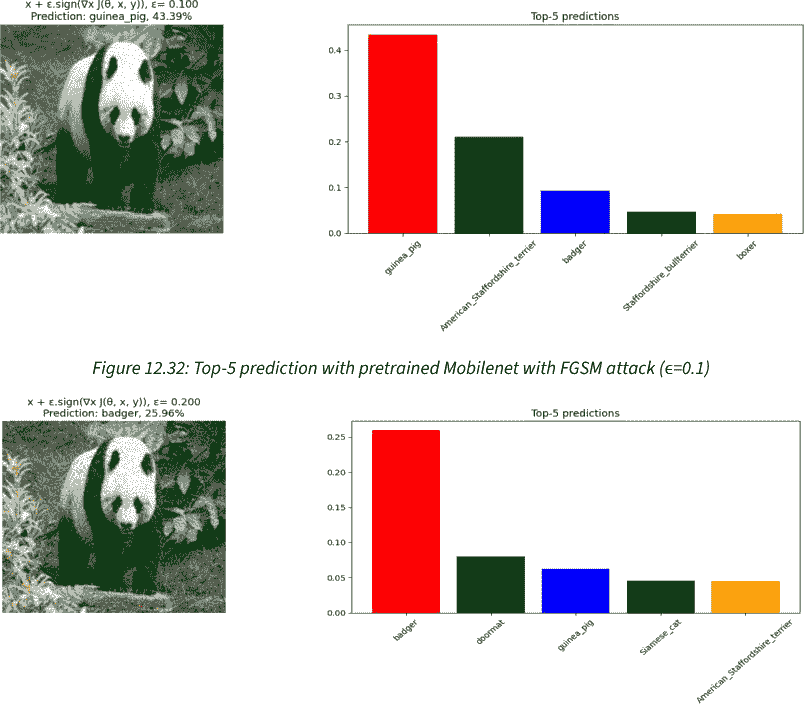 x + ε.sign(∇x J(θ, x, y)), ε= 0.100
Prediction: guinea_pig, 43.39%
Top-5 predictions
0.4
0.3
0.2
0.1
0.0
guinea_pig
American_Staffordshire_terrier
badger
Staffordshire_bullterrier
boxer
Figure 12.32: Top-5 prediction with pretrained Mobilenet with FGSM attack (ϵ=0.1)
x + ε.sign(∇x J(θ, x, y)), ε= 0.200
Prediction: badger, 25.96%
Top-5 predictions
0.25
0.20
0.15
0.10
0.05
0.00
badger
doormat
guinea_pig
Siamese_cat
American_Staffordshire_terrier